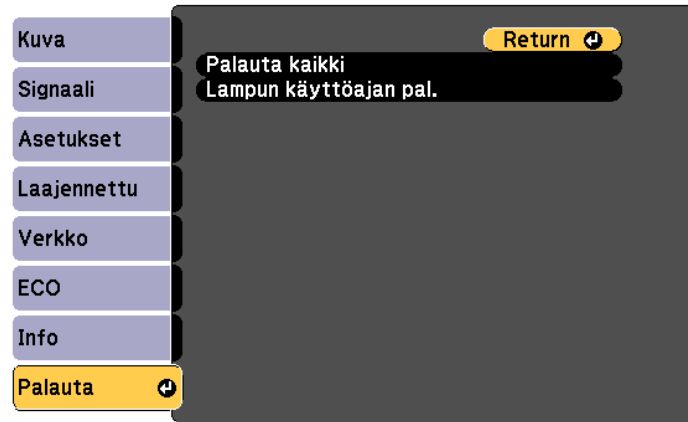 Kuva
Signaali
Asetukset
Laajennettu
Verkko
ECO
Info
Palauta
Return
Palauta kaikki
Lampun käyttöajan pal.